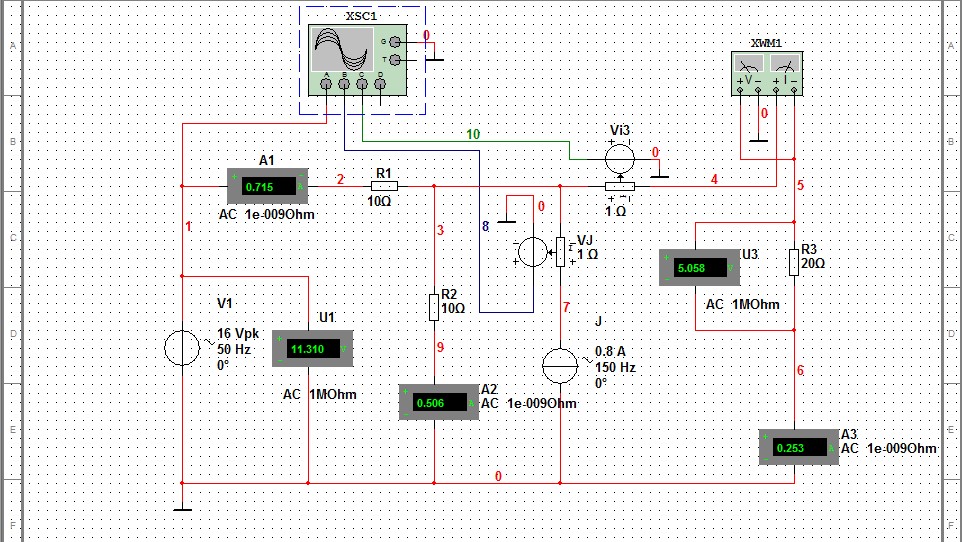 XSC1
G
T
A B C D
0
XWM1
+ V - + I -
0
A
A
B
B
10
Vi3
0
A1
0.715
A
AC 1e-009Ohm
2
R1
10Ω
4
1 Ω
5
1
3
8
0
VJ
1 Ω
C
C
5.058
V
U3
AC 1MOhm
R3
20Ω
V1
16 Vpk
50 Hz
0°
U1
11.310
V
AC 1MOhm
R2
10Ω
7
9
J
0.8 A
150 Hz
0°
D
D
6
0.506
A
A2
AC 1e-009Ohm
E
E
0.253
A
A3
AC 1e-009Ohm
0
F
F